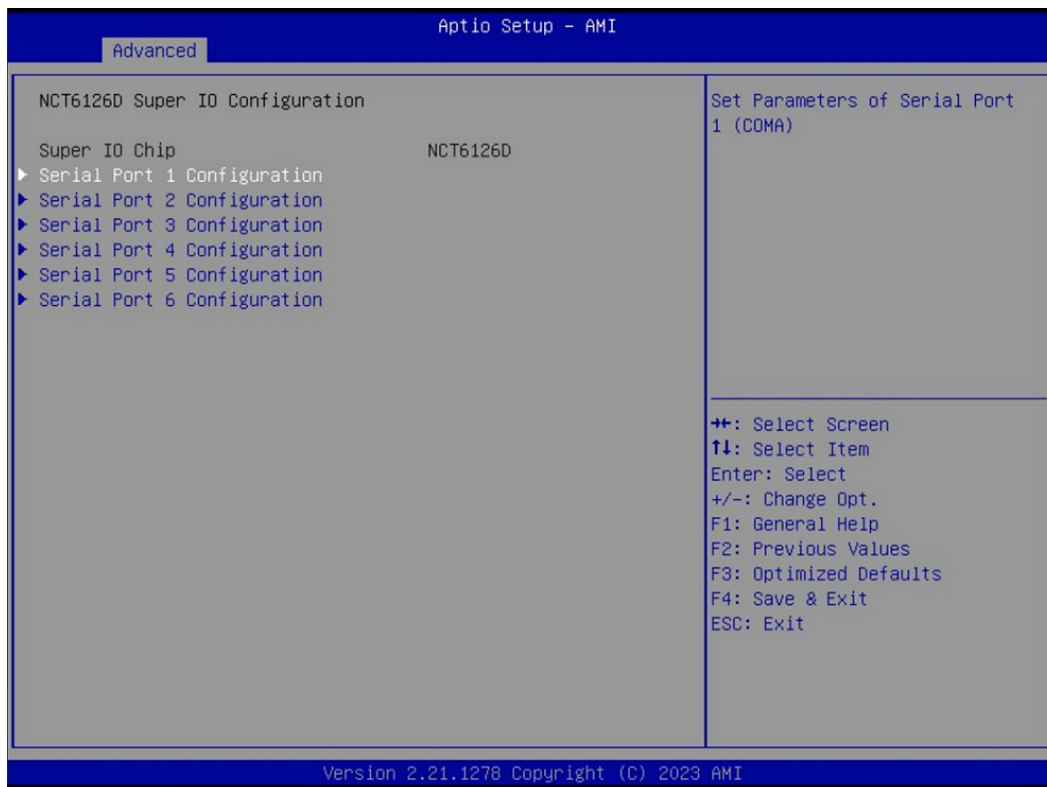 Aptio Setup – AMI
Advanced
NCT6126D Super IO Configuration
Super IO Chip NCT6126D
Serial Port 1 Configuration
Serial Port 2 Configuration
Serial Port 3 Configuration
Serial Port 4 Configuration
Serial Port 5 Configuration
Serial Port 6 Configuration
Set Parameters of Serial Port
1 (COMA)
→←: Select Screen
↑↓: Select Item
Enter: Select
+/-: Change Opt.
F1: General Help
F2: Previous Values
F3: Optimized Defaults
F4: Save & Exit
ESC: Exit
Version 2.21.1278 Copyright (C) 2023 AMI